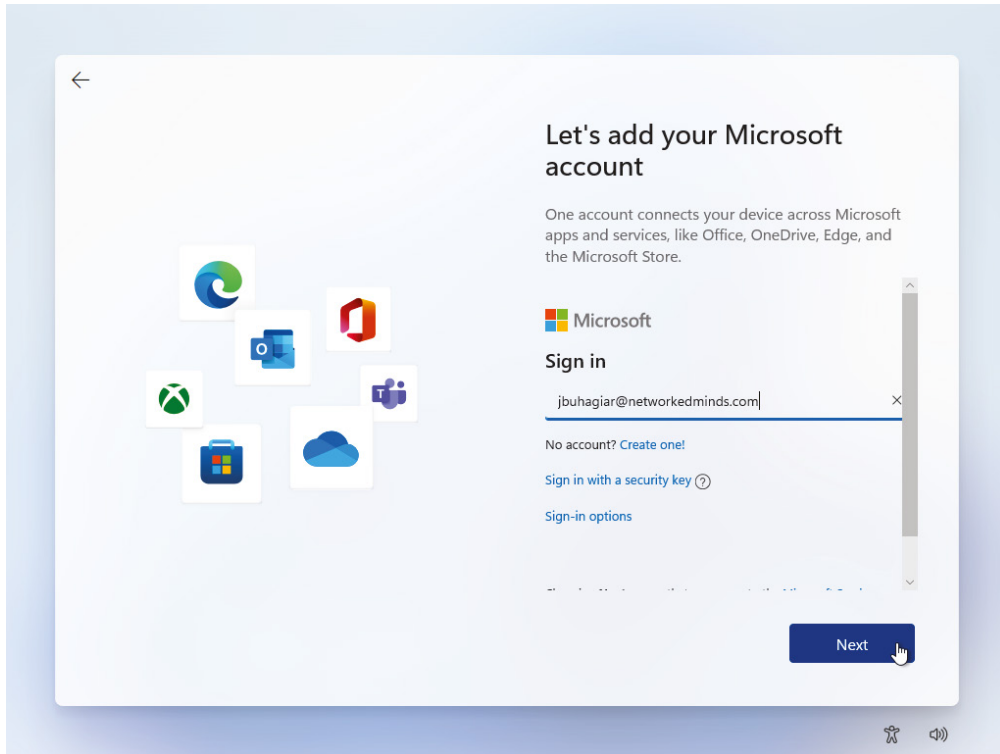 Let's add your Microsoft
account
One account connects your device across Microsoft
apps and services, like Office, OneDrive, Edge, and
the Microsoft Store.
Microsoft
Sign in
jbuhagiar@networkedminds.com
No account? Create one!
Sign in with a security key
Sign-in options
Next